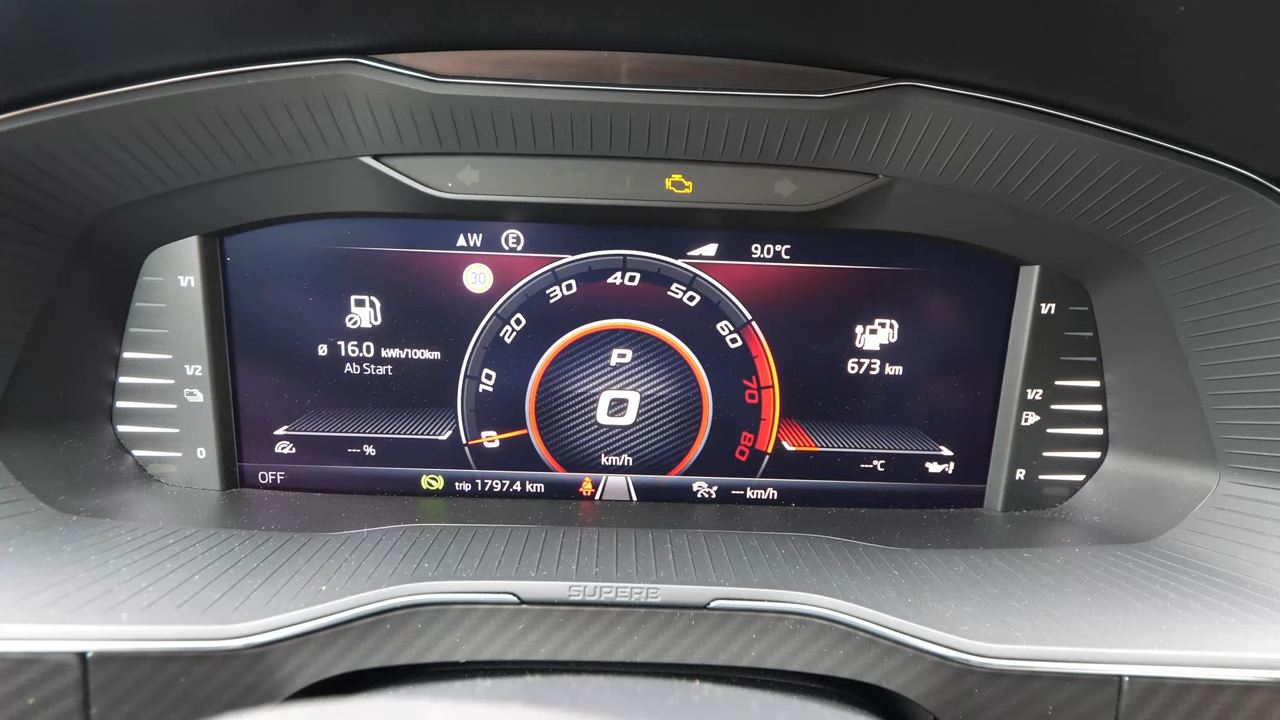 ▲W E
9.0°C
30
1/1
1/2
0
ø 16.0 kWh/100km
Ab Start
--- %
0
10
20
30
40
50
60
70
80
P
0
km/h
673 km
---°C
1/1
1/2
R
OFF
trip 1797.4 km
--- km/h
SUPERB